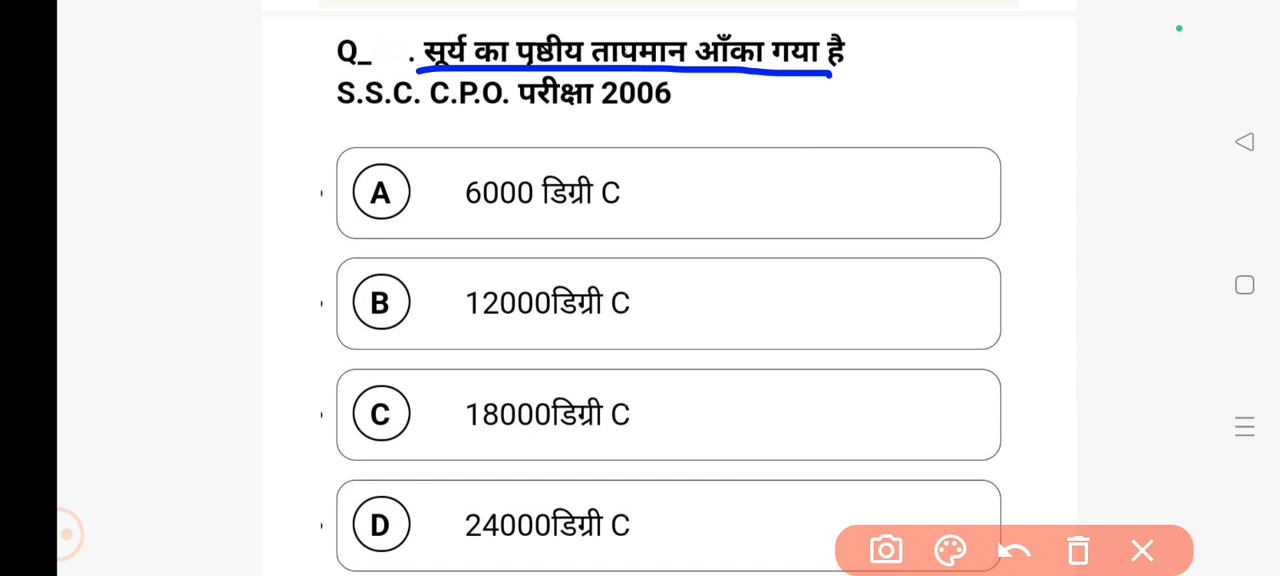 Q_ . सूर्य का पृष्ठीय तापमान आँका गया है
S.S.C. C.P.O. परीक्षा 2006
A 6000 डिग्री C
B 12000डिग्री C
C 18000डिग्री C
D 24000डिग्री C